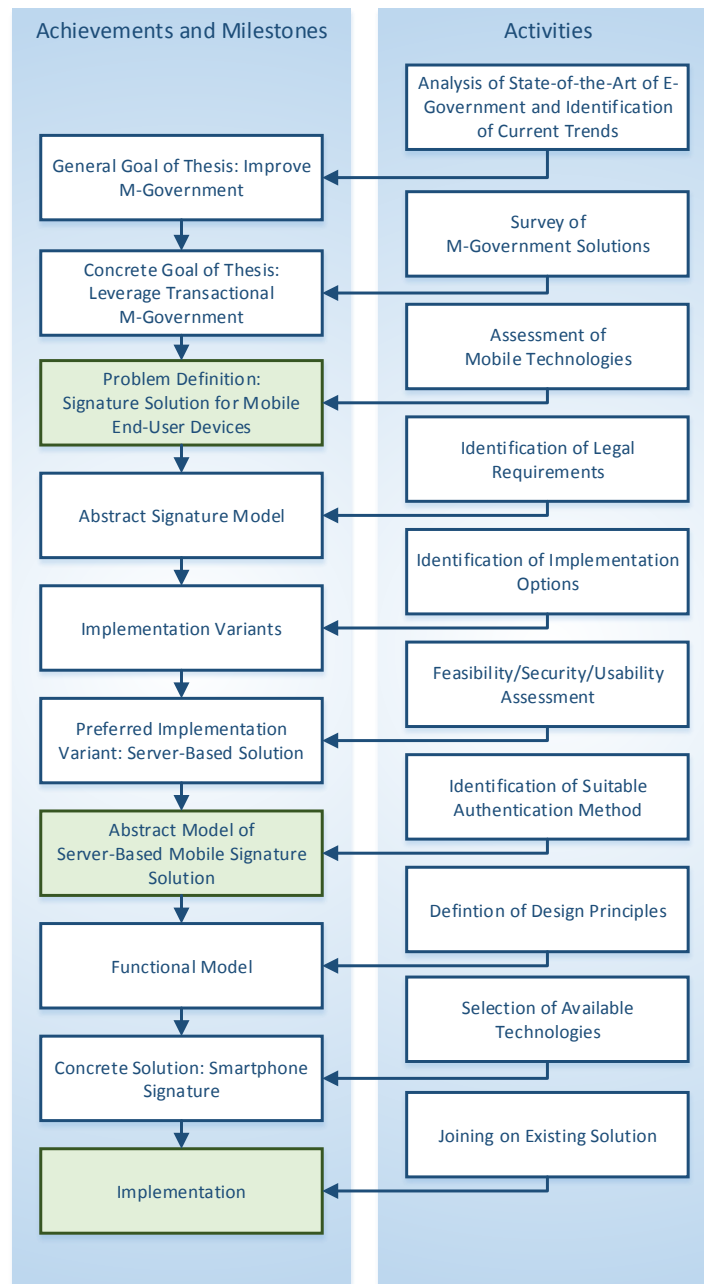 Achievements and Milestones
General Goal of Thesis: Improve
M-Government
Concrete Goal of Thesis:
Leverage Transactional
M-Government
Problem Definition:
Signature Solution for Mobile
End-User Devices
Abstract Signature Model
Implementation Variants
Preferred Implementation
Variant: Server-Based Solution
Abstract Model of
Server-Based Mobile Signature
Solution
Functional Model
Concrete Solution: Smartphone
Signature
Implementation
Activities
Analysis of State-of-the-Art of E-
Government and Identification
of Current Trends
Survey of
M-Government Solutions
Assessment of
Mobile Technologies
Identification of Legal
Requirements
Identification of Implementation
Options
Feasibility/Security/Usability
Assessment
Identification of Suitable
Authentication Method
Defintion of Design Principles
Selection of Available
Technologies
Joining on Existing Solution